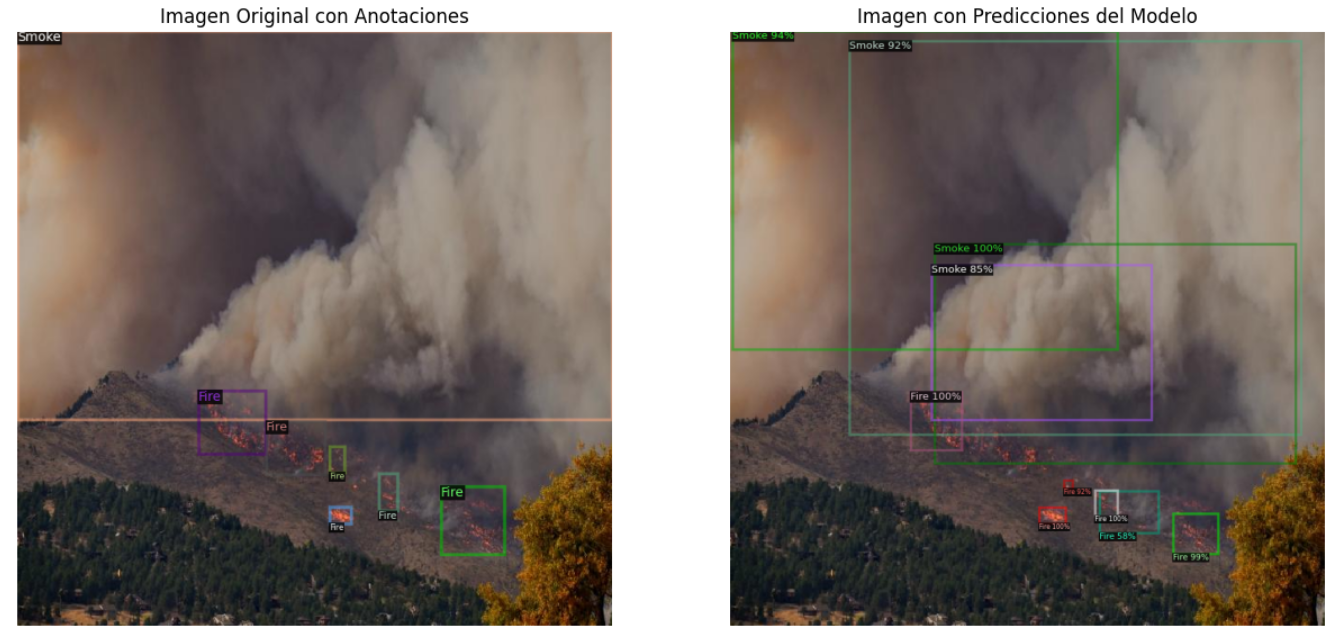 Imagen Original con Anotaciones
Smoke
Fire
Fire
Fire
Fire
Fire
Fire
Imagen con Predicciones del Modelo
Smoke 94%
Smoke 92%
Smoke 100%
Smoke 85%
Fire 100%
Fire 92%
Fire 100%
Fire 100%
Fire 58%
Fire 99%